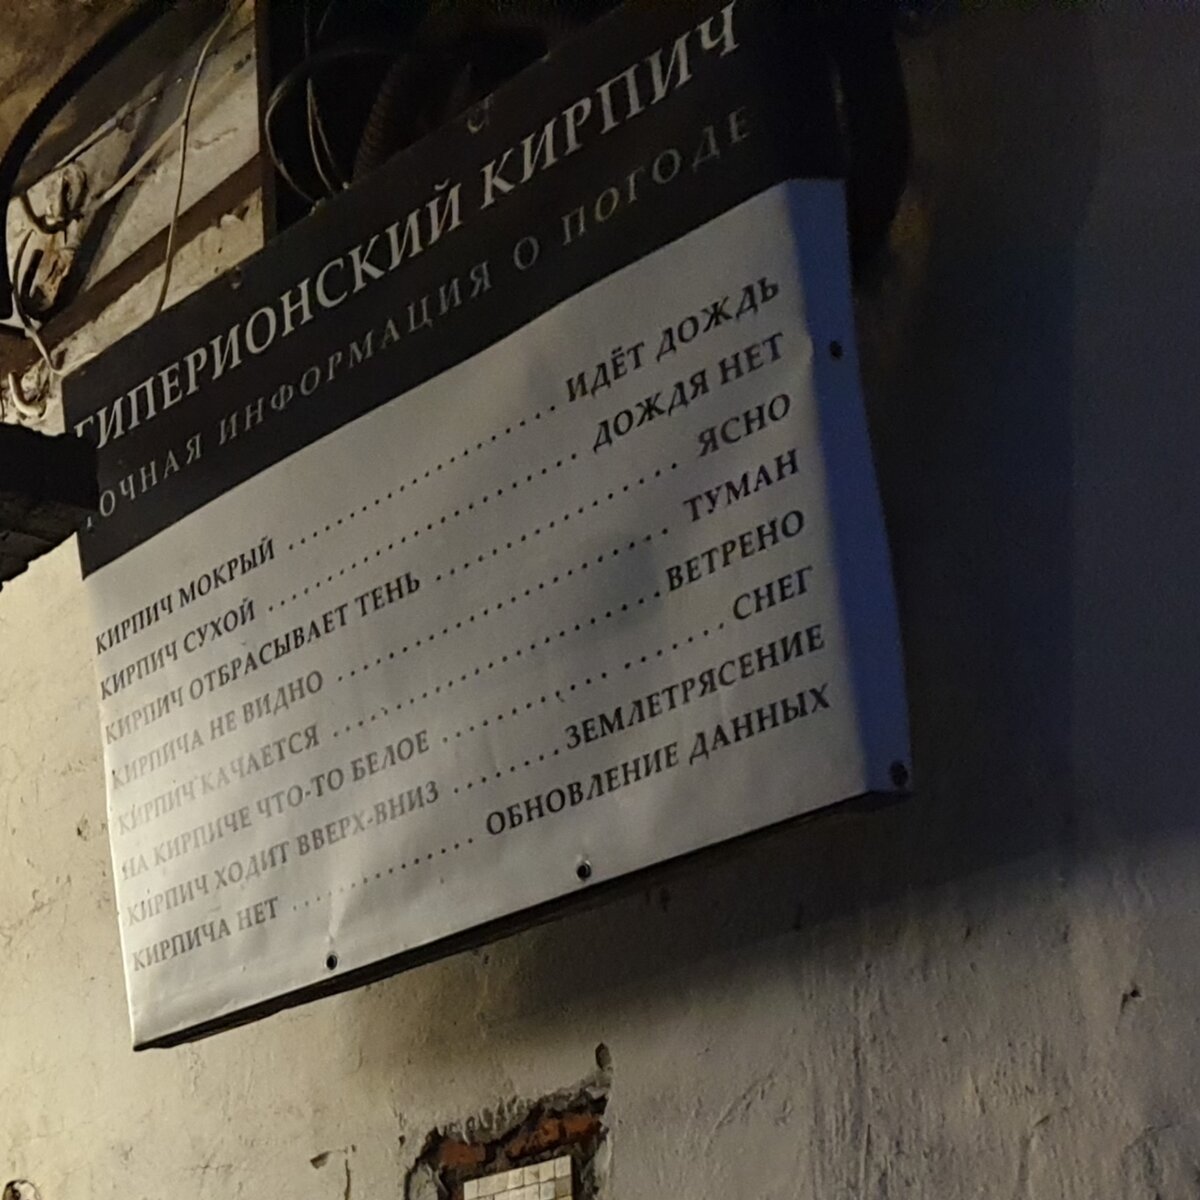 ГИПЕРИОНСКИЙ КИРПИЧ
ТОЧНАЯ ИНФОРМАЦИЯ О ПОГОДЕ
КИРПИЧ МОКРЫЙ .......................... ИДЁТ ДОЖДЬ
КИРПИЧ СУХОЙ .............................. ДОЖДЯ НЕТ
КИРПИЧ ОТБРАСЫВАЕТ ТЕНЬ ...................... ЯСНО
КИРПИЧА НЕ ВИДНО ............................. ТУМАН
КИРПИЧ КАЧАЕТСЯ ............................. ВЕТРЕНО
НА КИРПИЧЕ ЧТО-ТО БЕЛОЕ ........................ СНЕГ
КИРПИЧ ХОДИТ ВВЕРХ-ВНИЗ ........ ЗЕМЛЕТРЯСЕНИЕ
КИРПИЧА НЕТ .............. ОБНОВЛЕНИЕ ДАННЫХ